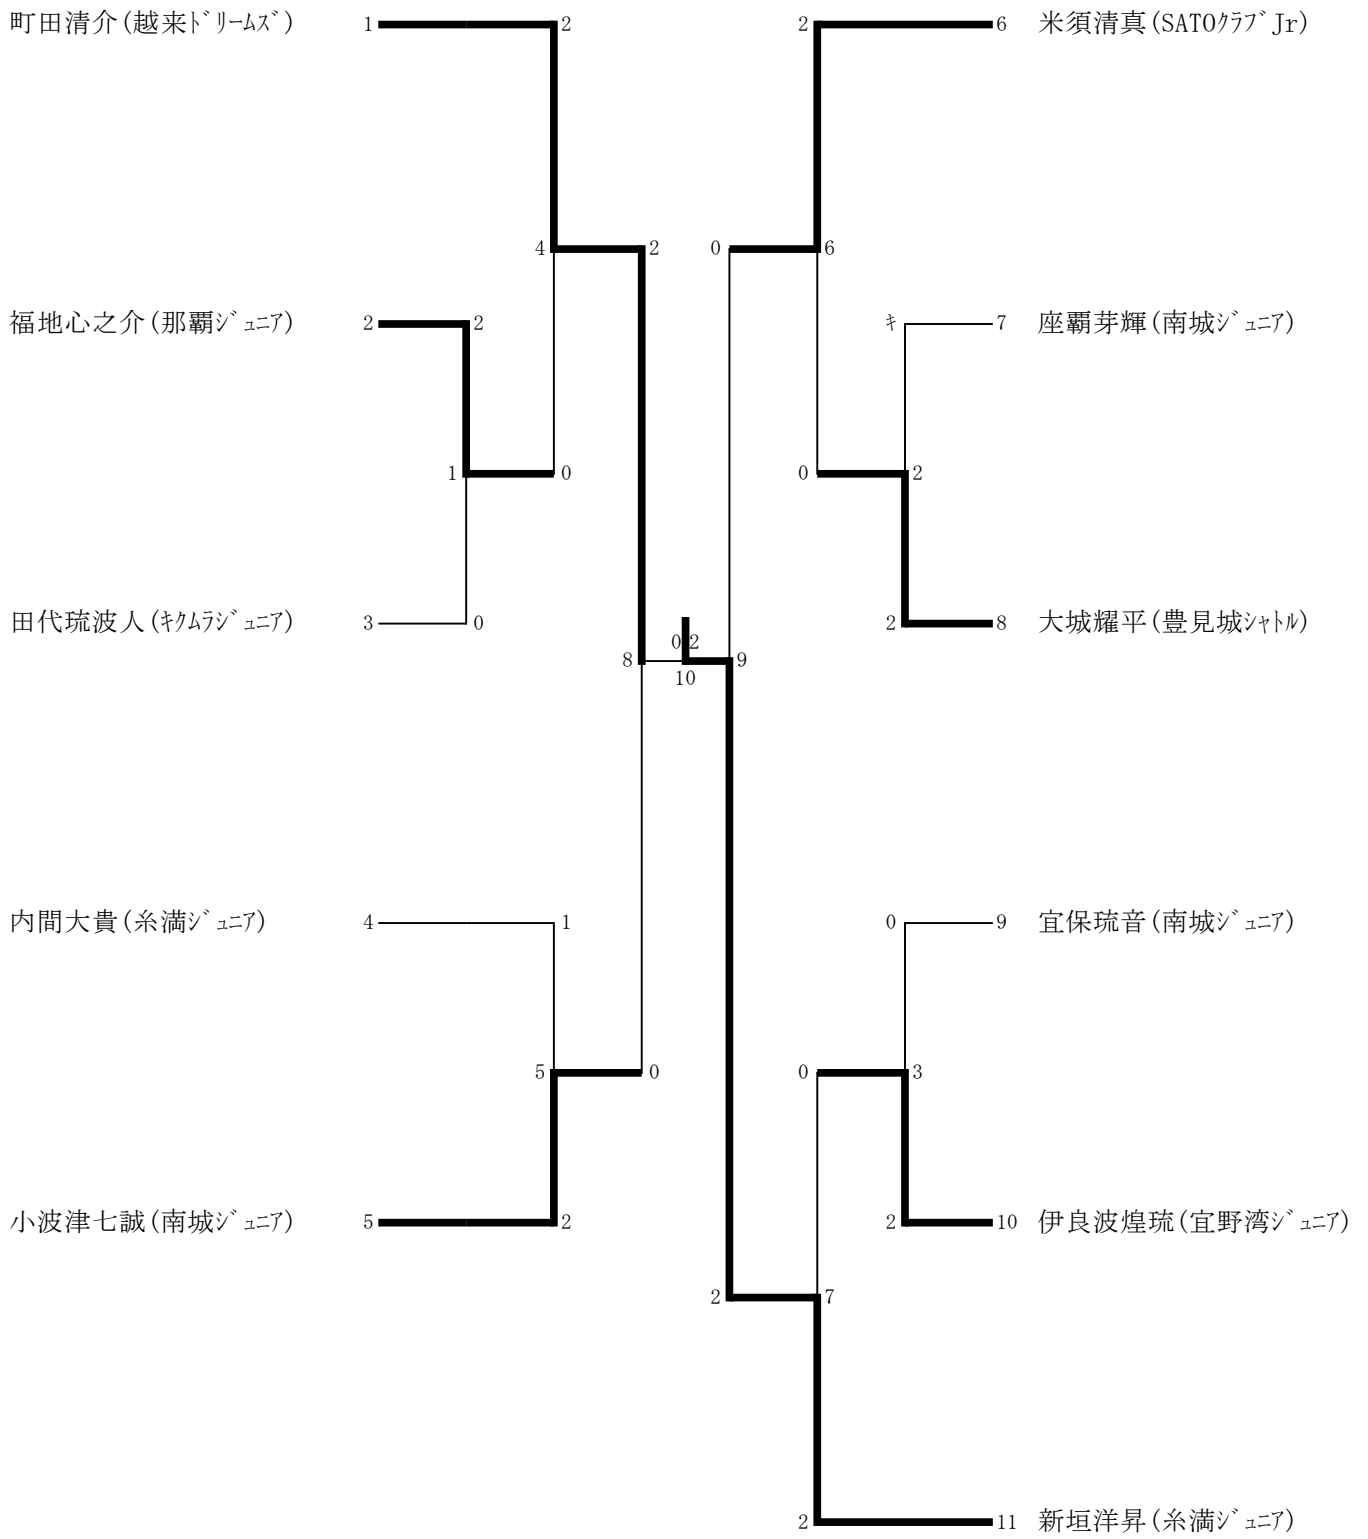 町田清介(越来ﾄﾞﾘｰﾑｽﾞ) 1 2 2 6 米須清真(SATOｸﾗﾌﾞJr)
4 2 0 6
福地心之介(那覇ｼﾞｭﾆｱ) 2 2 ｷ 7 座覇芽輝(南城ｼﾞｭﾆｱ)
1 0 0 2
田代琉波人(ｷｸﾑﾗｼﾞｭﾆｱ) 3 0 2 8 大城耀平(豊見城ｼｬﾄﾙ)
0 2
8 9
10
内間大貴(糸満ｼﾞｭﾆｱ) 4 1 0 9 宜保琉音(南城ｼﾞｭﾆｱ)
5 0 0 3
小波津七誠(南城ｼﾞｭﾆｱ) 5 2 2 10 伊良波煌琉(宜野湾ｼﾞｭﾆｱ)
2 7
2 11 新垣洋昇(糸満ｼﾞｭﾆｱ)